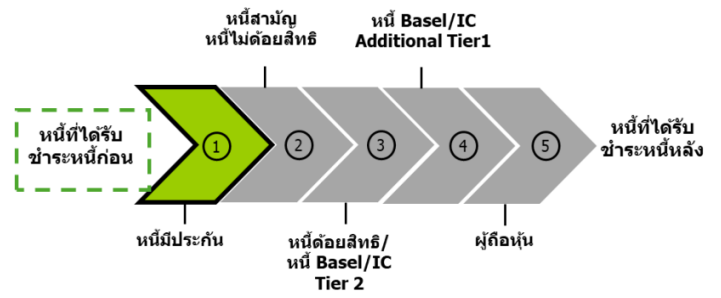 หนี้สามัญ
หนี้ไม่ด้อยสิทธิ
หนี้ Basel/IC
Additional Tier1
หนี้ที่ได้รับ
ชำระหนี้ก่อน
1
2
3
4
5
หนี้ที่ได้รับ
ชำระหนี้หลัง
หนี้มีประกัน
หนี้ด้อยสิทธิ/
หนี้ Basel/IC
Tier 2
ผู้ถือหุ้น